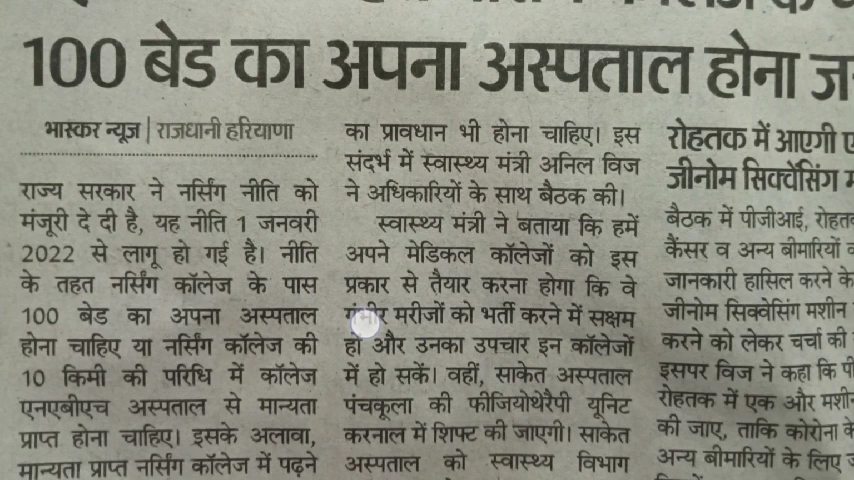 100 बेड का अपना अस्पताल होना
भास्कर न्यूज | राजधानी हरियाणा
राज्य सरकार ने नर्सिंग नीति को
मंजूरी दे दी है, यह नीति 1 जनवरी
2022 से लागू हो गई है। नीति
के तहत नर्सिंग कॉलेज के पास
100 बेड का अपना अस्पताल
होना चाहिए या नर्सिंग कॉलेज की
10 किमी की परिधि में कॉलेज
एनएबीएच अस्पताल से मान्यता
प्राप्त होना चाहिए। इसके अलावा,
मान्यता प्राप्त नर्सिंग कॉलेज में पढ़ने
का प्रावधान भी होना चाहिए। इस
संदर्भ में स्वास्थ्य मंत्री अनिल विज
ने अधिकारियों के साथ बैठक की।
स्वास्थ्य मंत्री ने बताया कि हमें
अपने मेडिकल कॉलेजों को इस
प्रकार से तैयार करना होगा कि वे
गंभीर मरीजों को भर्ती करने में सक्षम
हो और उनका उपचार इन कॉलेजों
में हो सकें। वहीं, साकेत अस्पताल
पंचकूला की फीजियोथेरैपी यूनिट
करनाल में शिफ्ट की जाएगी। साकेत
अस्पताल को स्वास्थ्य विभाग
रोहतक में आएगी
जीनोम सिक्वेंसिंग
बैठक में पीजीआई,
कैंसर व अन्य बीमारियों
जानकारी हासिल करने के
जीनोम सिक्वेसिंग मशीन
करने को लेकर चर्चा की
इसपर विज ने कहा कि
रोहतक में एक और
की जाए, ताकि कोरोना के
अन्य बीमारियों के लिए